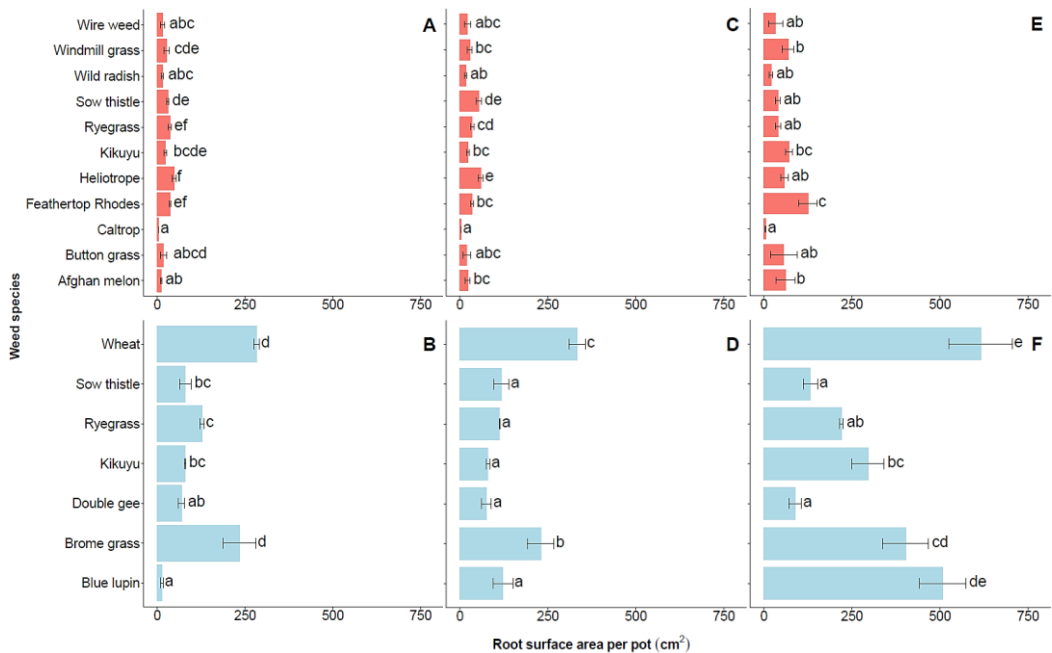 Wire weed abc A abc C ab E
Windmill grass cde bc b
Wild radish abc ab ab
Sow thistle de de ab
Ryegrass ef cd ab
Kikuyu bcde bc bc
Heliotrope f e ab
Feathertop Rhodes ef bc c
Caltrop a a a
Button grass abcd abc ab
Afghan melon ab bc b
0 250 500 750 0 250 500 750 0 250 500 750
Weed species
Wheat d B c D e F
Sow thistle bc a a
Ryegrass c a ab
Kikuyu bc a bc
Double gee ab a a
Brome grass d b cd
Blue lupin a a de
0 250 500 750 0 250 500 750 0 250 500 750
Root surface area per pot (cm²)